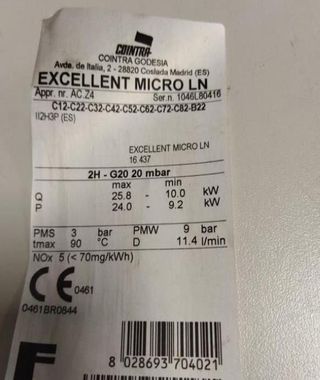 COINTRA
COINTRA GODESIA
Avda. de Italia, 2 - 28820 Coslada Madrid (ES)
EXCELLENT MICRO LN
Appr. nr. AC.Z4 Ser.n. 1046L80416
C12-C22-C32-C42-C52-C62-C72-C82-B22
II2H3P (ES)
EXCELLENT MICRO LN
16.437
2H - G20 20 mbar
max min
Q 25.8 - 10.0 kW
P 24.0 - 9.2 kW
PMS 3 bar PMW 9 bar
tmax 90 °C D 11.4 l/min
NOx 5 (< 70mg/kWh)
CE 0461
0461BR0844
8 028693 704021